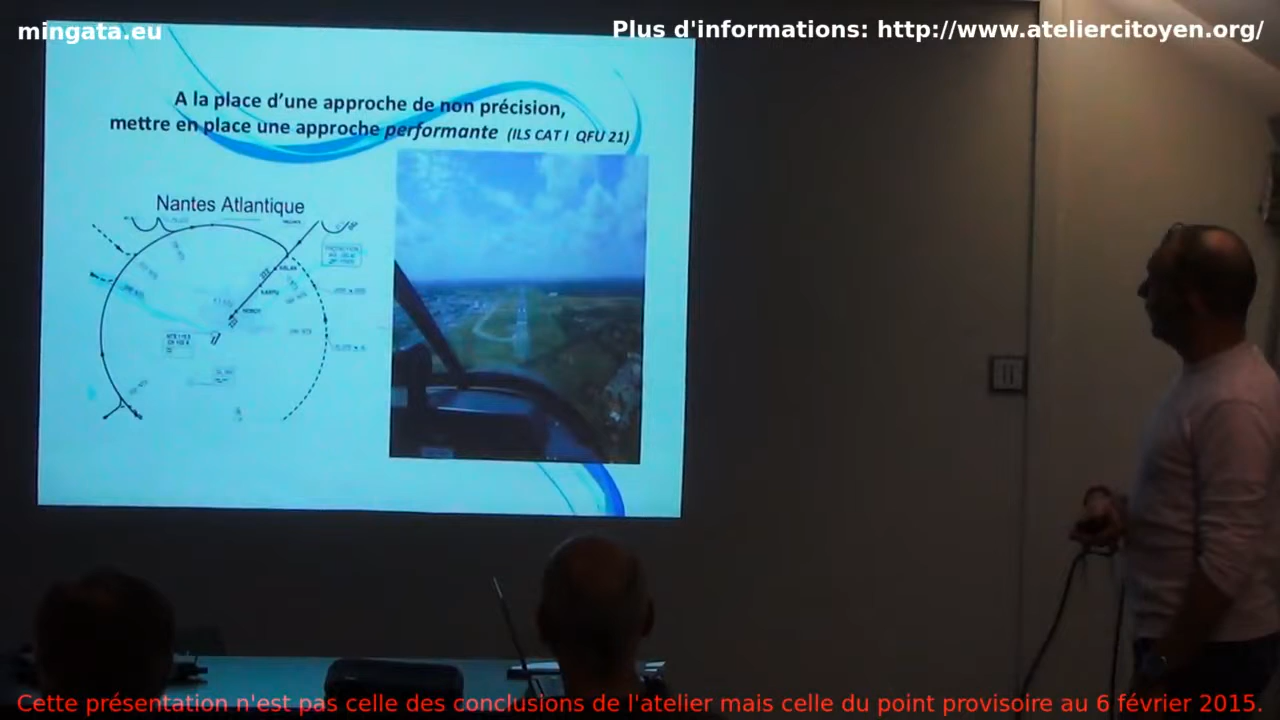 mingata.eu
Plus d'informations: http://www.ateliercitoyen.org/
A la place d'une approche de non précision,
mettre en place une approche performante (ILS CAT I QFU 21)
Nantes Atlantique
Cette présentation n'est pas celle des conclusions de l'atelier mais celle du point provisoire au 6 février 2015.